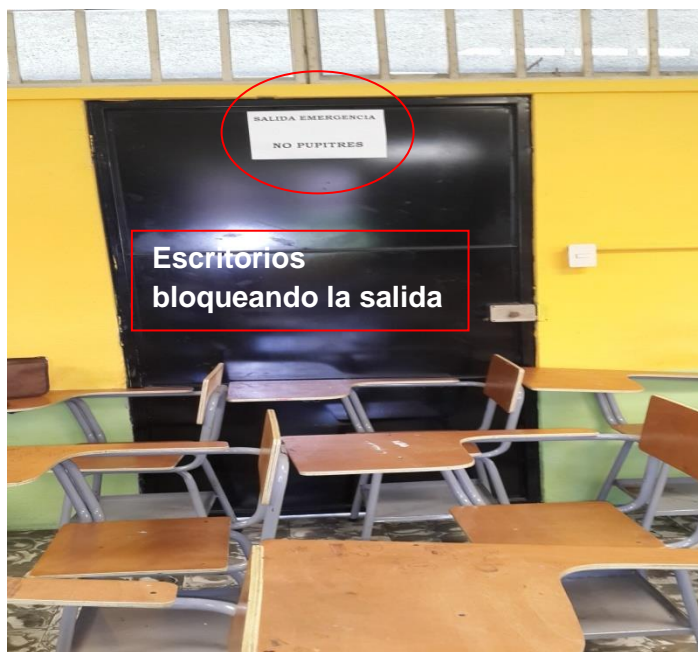 SALIDA EMERGENCIA
NO PUPITRES
Escritorios
bloqueando la salida